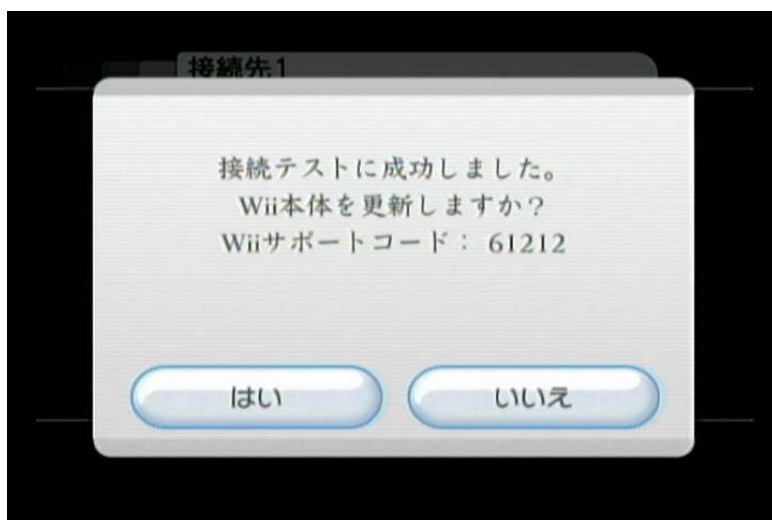 接続先1
接続テストに成功しました。
Wii本体を更新しますか?
Wiiサポートコード： 61212
はい
いいえ